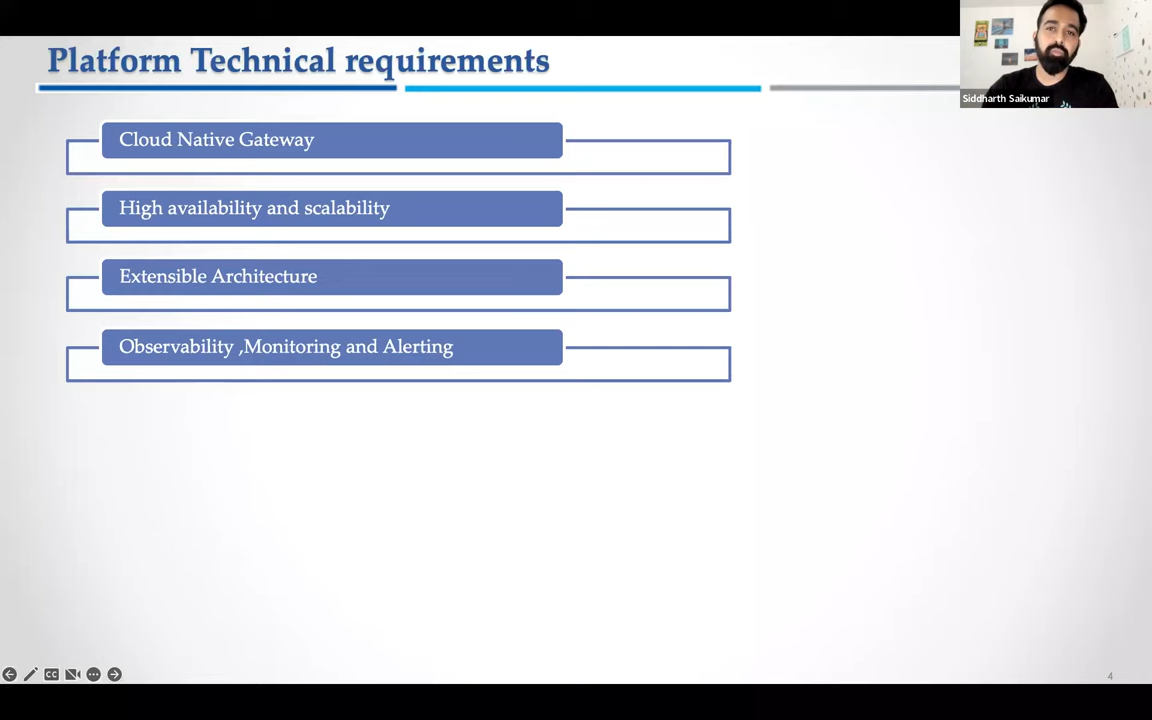 Platform Technical requirements
Siddharth Saikumar
Cloud Native Gateway
High availability and scalability
Extensible Architecture
Observability ,Monitoring and Alerting
CC
4